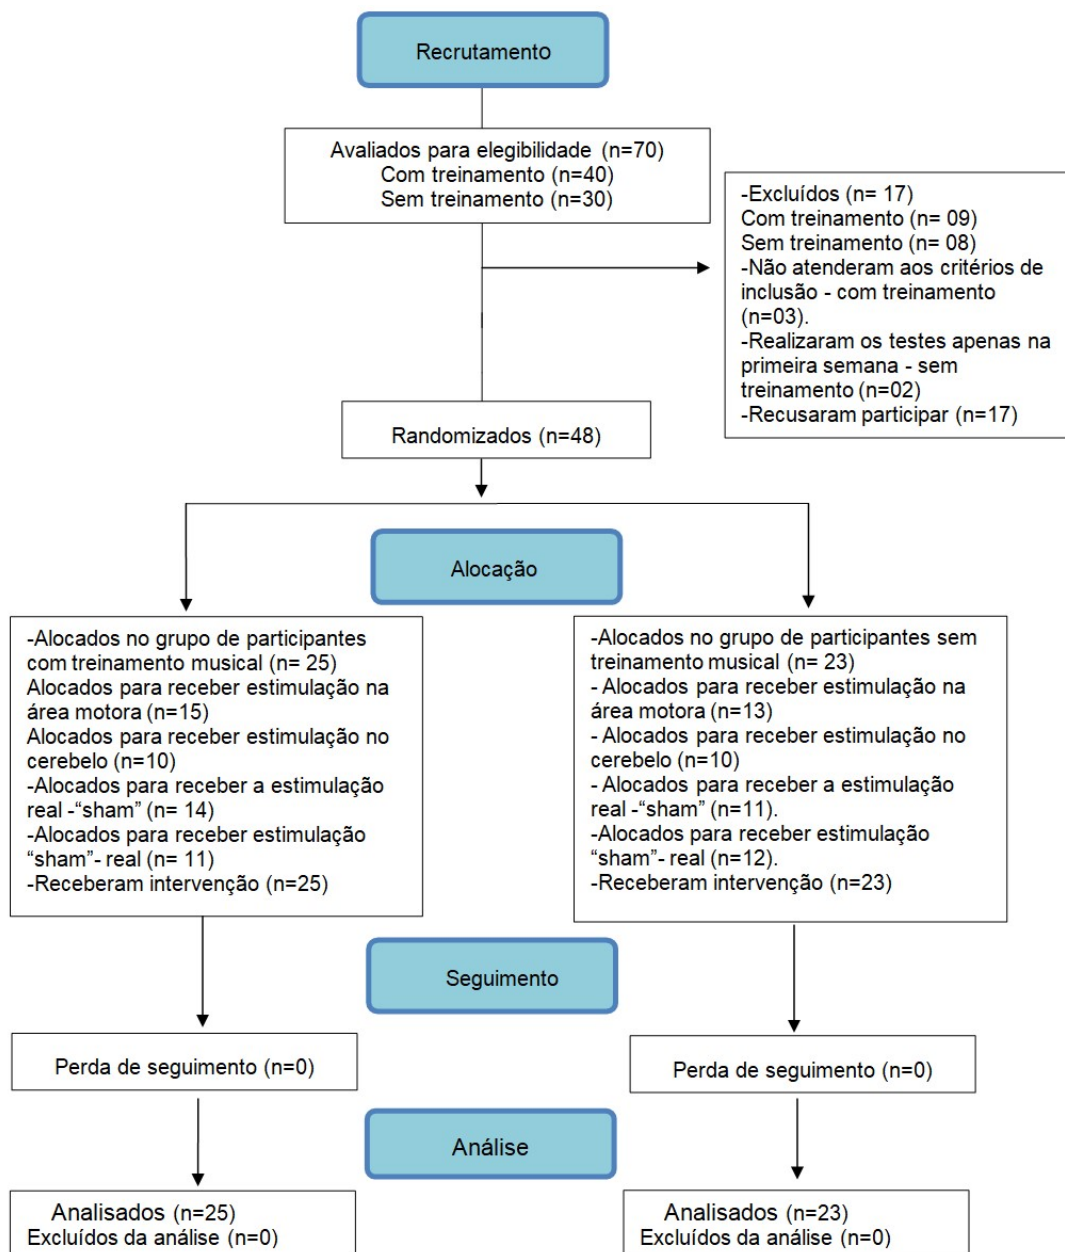 Recrutamento
Avaliados para elegibilidade (n=70)
Com treinamento (n=40)
Sem treinamento (n=30)
-Excluídos (n= 17)
Com treinamento (n= 09)
Sem treinamento (n= 08)
-Não atenderam aos critérios de
inclusão - com treinamento
(n=03).
-Realizaram os testes apenas na
primeira semana - sem
treinamento (n=02)
-Recusaram participar (n=17)
Randomizados (n=48)
Alocação
-Alocados no grupo de participantes
com treinamento musical (n= 25)
Alocados para receber estimulação na
área motora (n=15)
Alocados para receber estimulação no
cerebelo (n=10)
-Alocados para receber a estimulação
real -“sham” (n= 14)
-Alocados para receber estimulação
“sham”- real (n= 11)
-Receberam intervenção (n=25)
-Alocados no grupo de participantes sem
treinamento musical (n= 23)
- Alocados para receber estimulação na
área motora (n=13)
- Alocados para receber estimulação no
cerebelo (n=10)
- Alocados para receber a estimulação
real -“sham” (n=11).
-Alocados para receber estimulação
“sham”- real (n=12).
-Receberam intervenção (n=23)
Seguimento
Perda de seguimento (n=0)
Perda de seguimento (n=0)
Análise
Analisados (n=25)
Excluídos da análise (n=0)
Analisados (n=23)
Excluídos da análise (n=0)